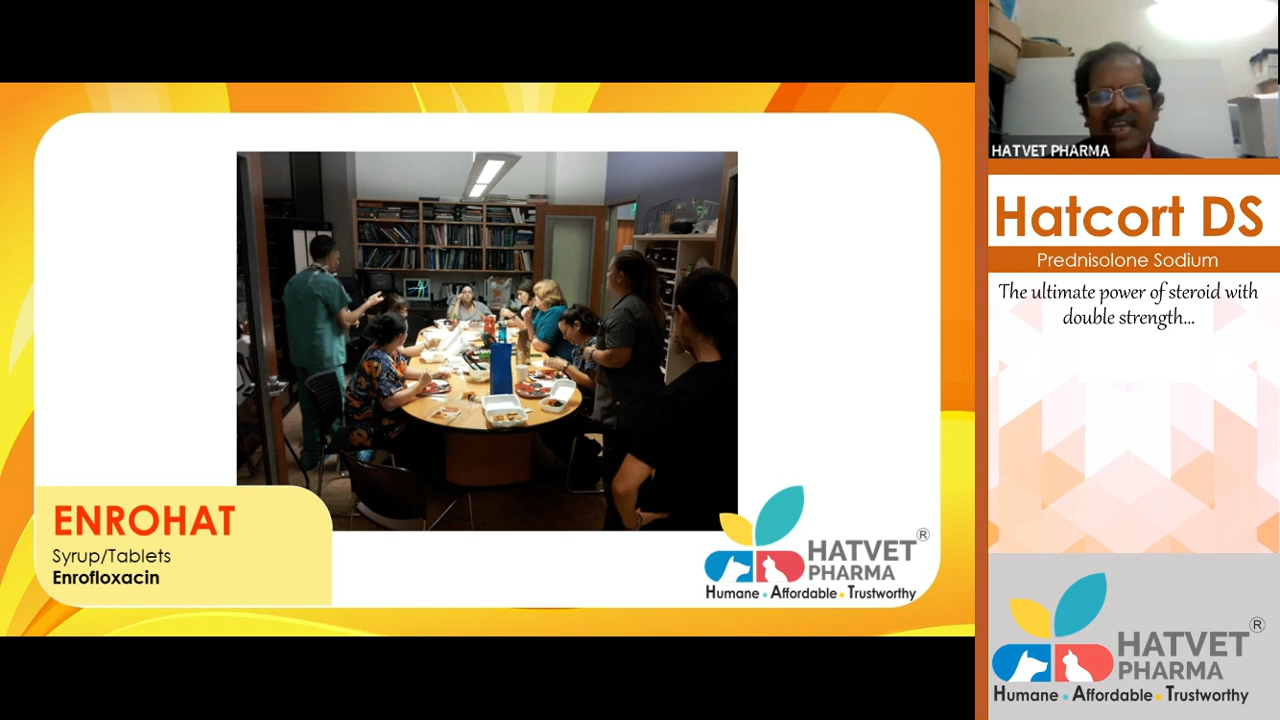 ENROHAT
Syrup/Tablets
Enrofloxacin
HATVET ®
PHARMA
Humane • Affordable • Trustworthy
HATVET PHARMA
Hatcort DS
Prednisolone Sodium
The ultimate power of steroid with
double strength...
HATVET ®
PHARMA
Humane • Affordable • Trustworthy